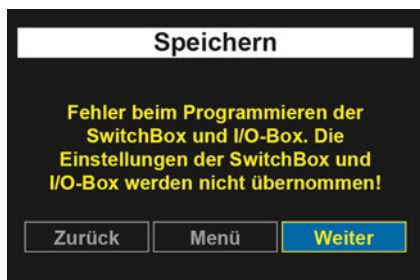 Speichern
Fehler beim Programmieren der
SwitchBox und I/O-Box. Die
Einstellungen der SwitchBox und
I/O-Box werden nicht übernommen!
Zurück
Menü
Weiter